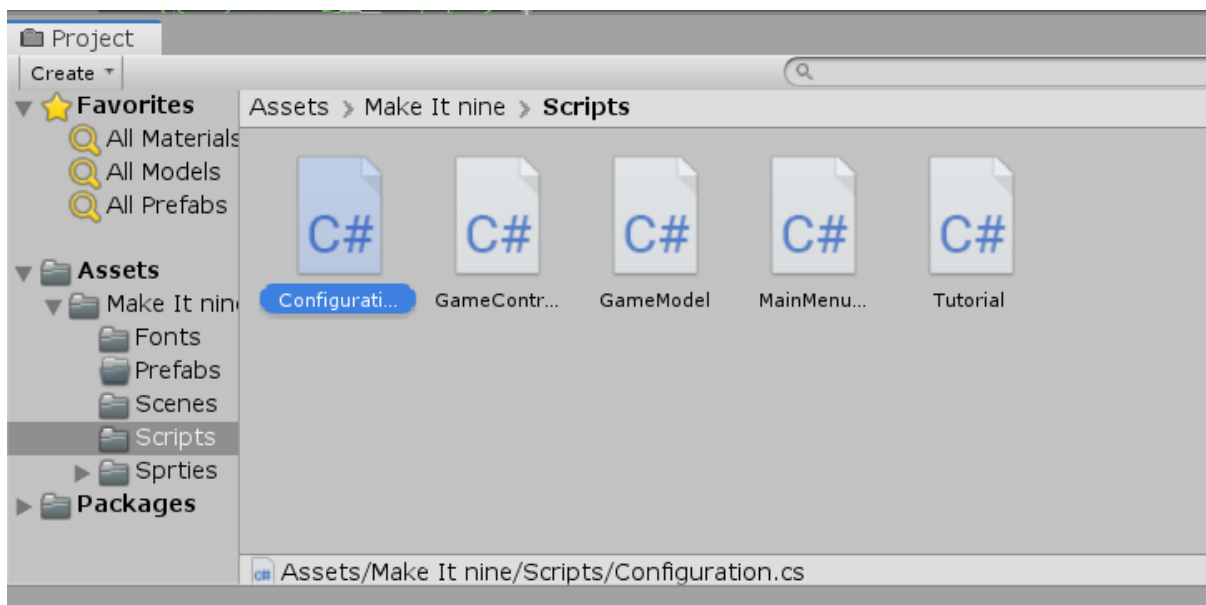 Project
Create
Favorites
All Materials
All Models
All Prefabs
Assets
Make It nin
Fonts
Prefabs
Scenes
Scripts
Sprties
Packages
Assets > Make It nine > Scripts
C# C# C# C# C#
Configurati... GameContr... GameModel MainMenu... Tutorial
c# Assets/Make It nine/Scripts/Configuration.cs